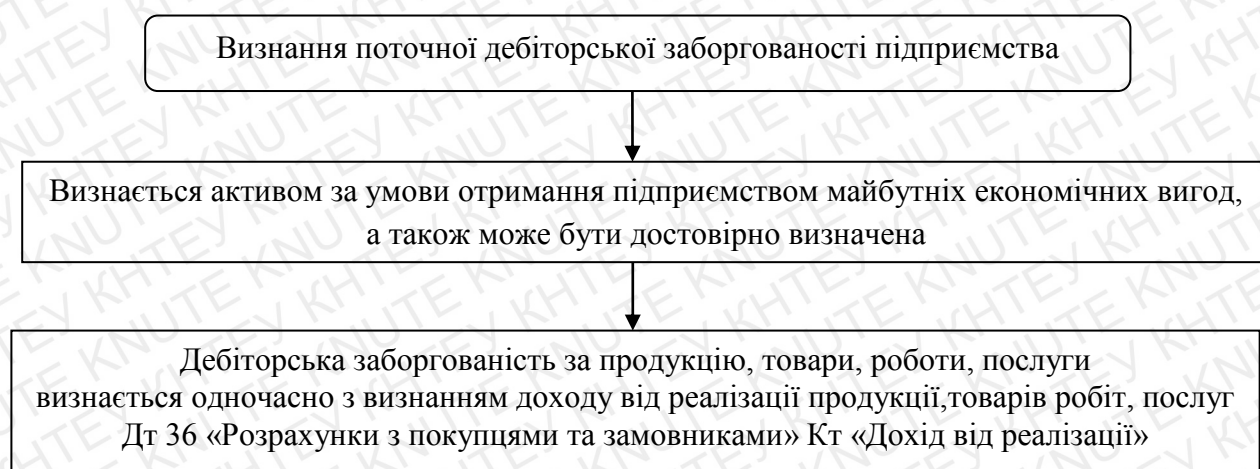 Визнання поточної дебіторської заборгованості підприємства
Визнається активом за умови отримання підприємством майбутніх економічних вигод,
а також може бути достовірно визначена
Дебіторська заборгованість за продукцію, товари, роботи, послуги
визнається одночасно з визнанням доходу від реалізації продукції,товарів робіт, послуг
Дт 36 «Розрахунки з покупцями та замовниками» Кт «Дохід від реалізації»